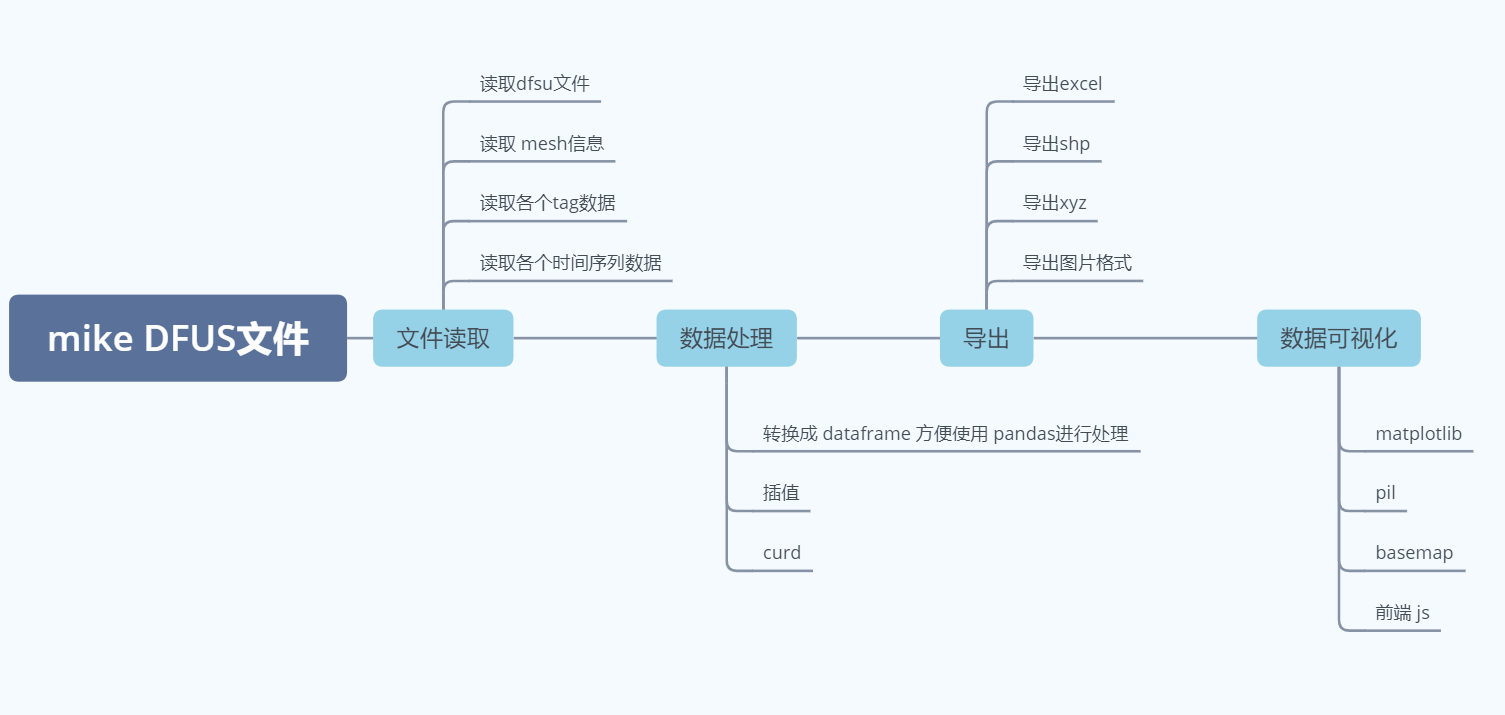 mike DFUS文件
文件读取
读取dfsu文件
读取 mesh信息
读取各个tag数据
读取各个时间序列数据
数据处理
转换成 dataframe 方便使用 pandas进行处理
插值
curd
导出
导出excel
导出shp
导出xyz
导出图片格式
数据可视化
matplotlib
pil
basemap
前端 js